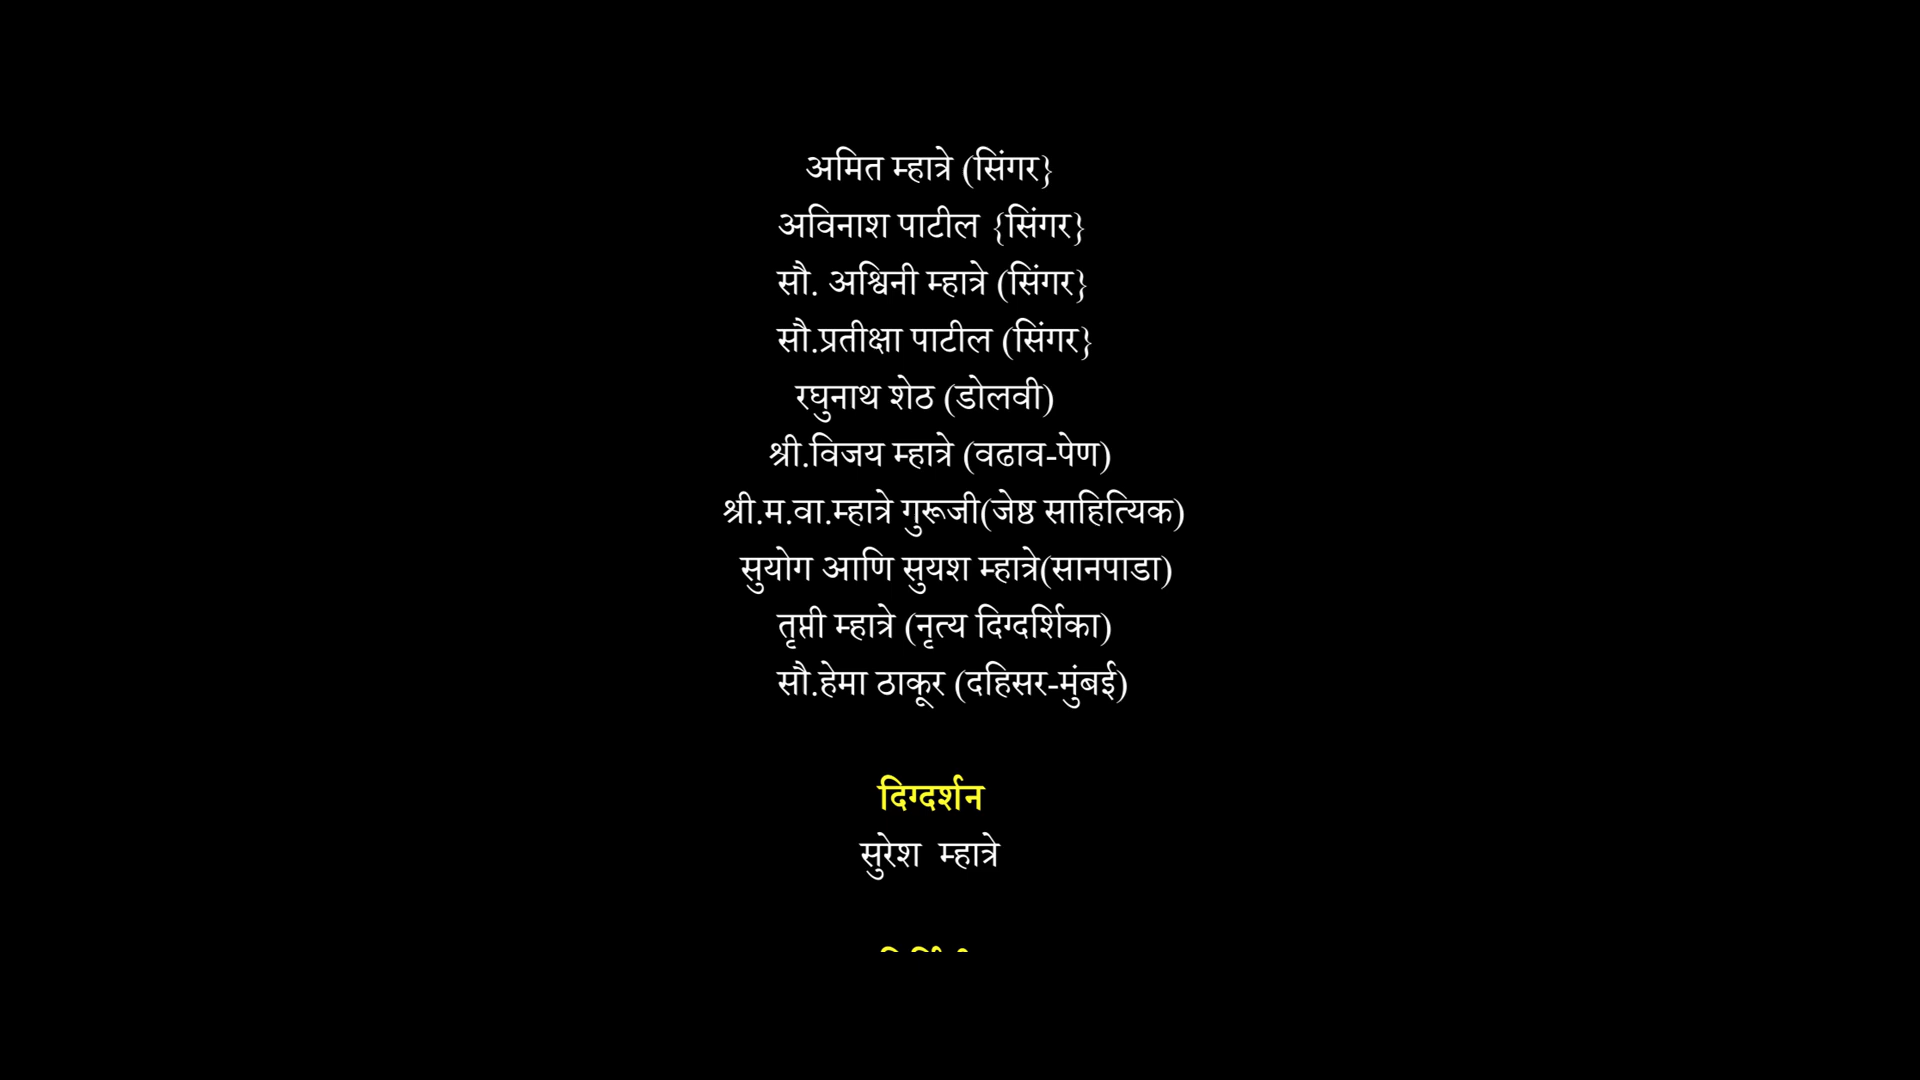 अमित म्हात्रे (सिंगर}
अविनाश पाटील {सिंगर}
सौ. अश्विनी म्हात्रे (सिंगर}
सौ.प्रतीक्षा पाटील (सिंगर}
रघुनाथ शेठ (डोलवी)
श्री.विजय म्हात्रे (वढाव-पेण)
श्री.म.वा.म्हात्रे गुरूजी(जेष्ठ साहित्यिक)
सुयोग आणि सुयश म्हात्रे(सानपाडा)
तृप्ती म्हात्रे (नृत्य दिग्दर्शिका)
सौ.हेमा ठाकूर (दहिसर-मुंबई)
दिग्दर्शन
सुरेश  म्हात्रे